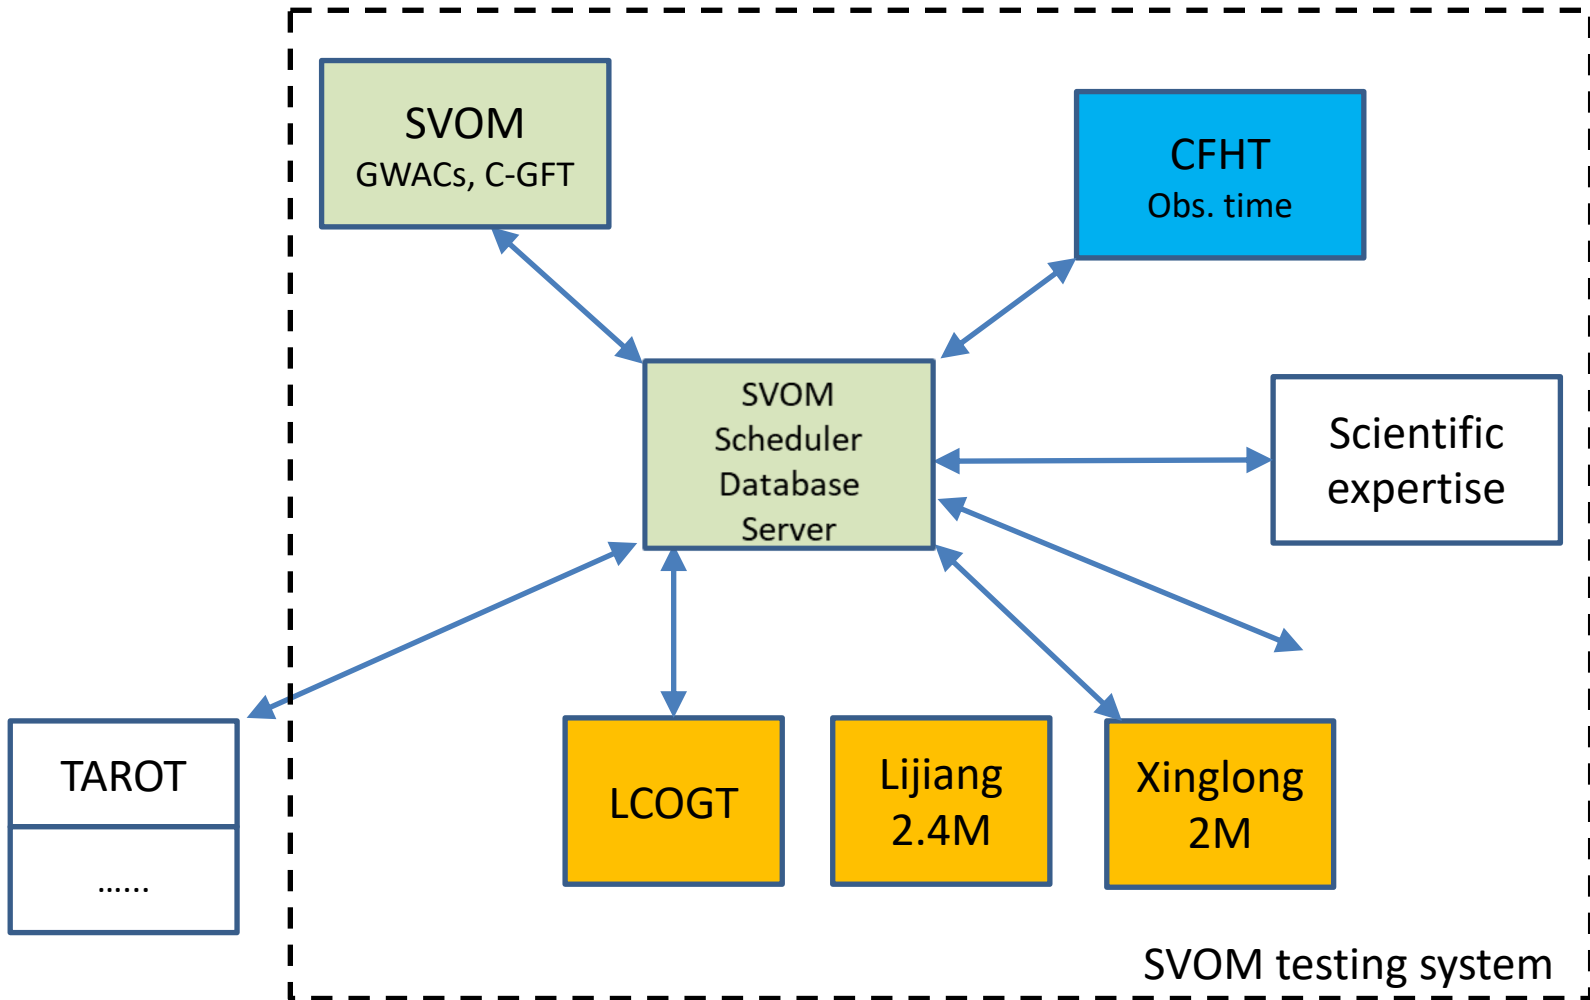 SVOM
GWACs, C-GFT
CFHT
Obs. time
SVOM
Scheduler
Database
Server
Scientific
expertise
TAROT
......
LCOGT
Lijiang
2.4M
Xinglong
2M
SVOM testing system